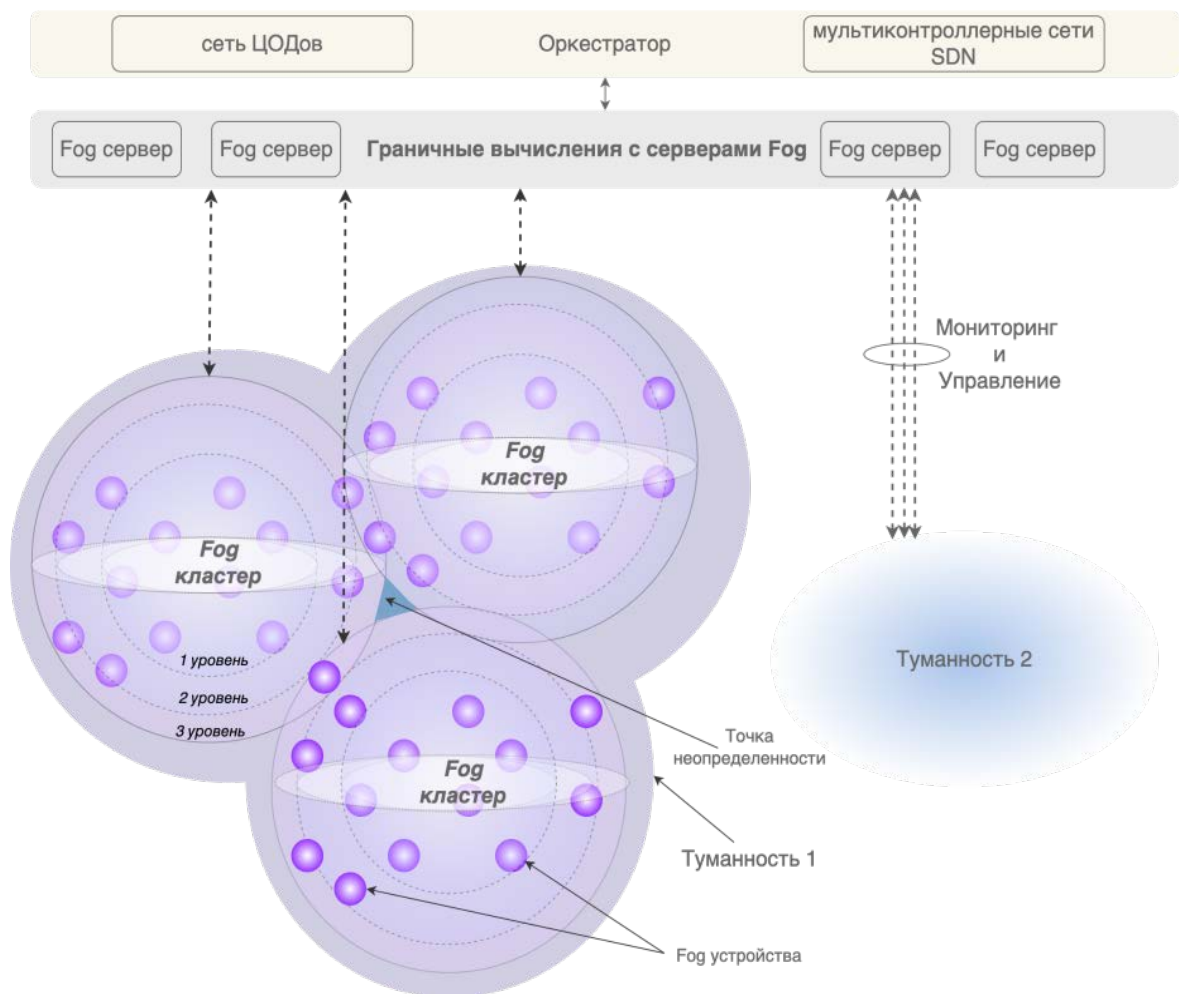 сеть ЦОДов
Оркестратор
мультиконтроллерные сети
SDN
Fog сервер
Fog сервер
Граничные вычисления с серверами Fog
Fog сервер
Fog сервер
Мониторинг
и
Управление
Fog
кластер
Fog
кластер
1 уровень
2 уровень
3 уровень
Туманность 2
Точка
неопределенности
Fog
кластер
Туманность 1
Fog устройства